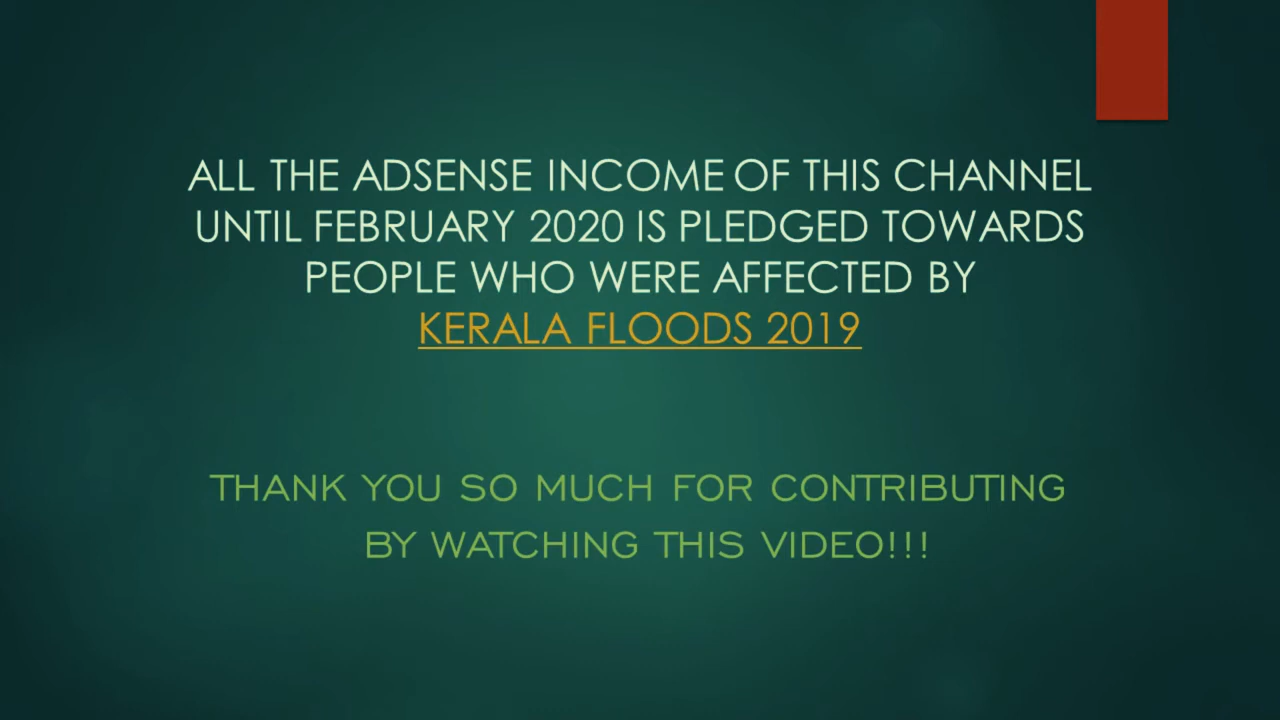 ALL THE ADSENSE INCOME OF THIS CHANNEL
UNTIL FEBRUARY 2020 IS PLEDGED TOWARDS
PEOPLE WHO WERE AFFECTED BY
KERALA FLOODS 2019
THANK YOU SO MUCH FOR CONTRIBUTING
BY WATCHING THIS VIDEO!!!